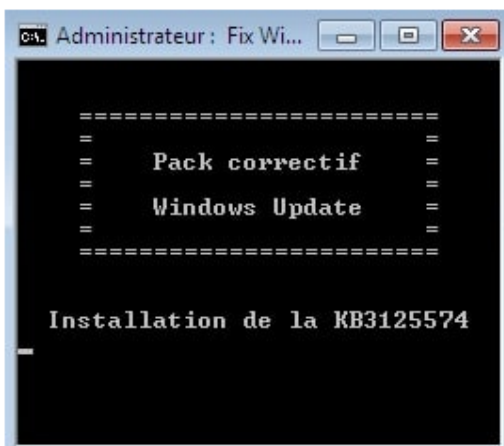 Administrateur : Fix Wi...
========================
= =
= Pack correctif =
= =
= Windows Update =
= =
========================
Installation de la KB3125574